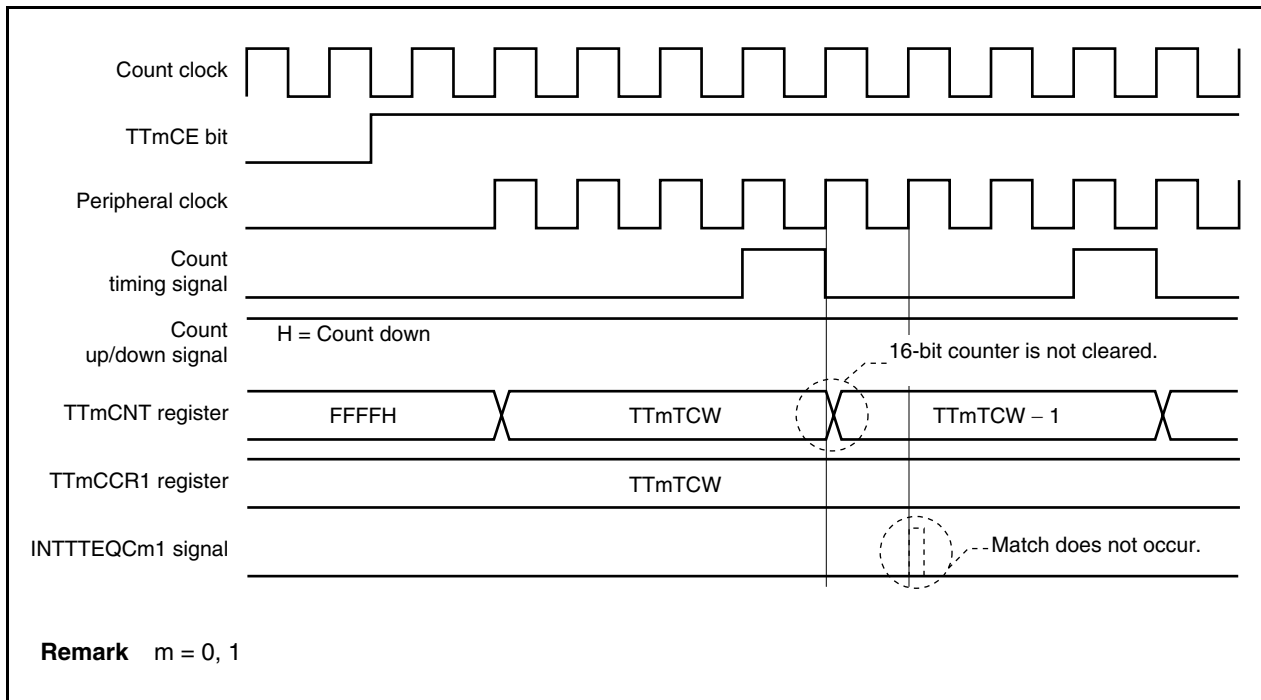 Count clock
TTmCE bit
Peripheral clock
Count
timing signal
Count
up/down signal
H = Count down
16-bit counter is not cleared.
TTmCNT register
FFFFH
TTmTCW
TTmTCW – 1
TTmCCR1 register
TTmTCW
INTTTEQCm1 signal
Match does not occur.
Remark m = 0, 1